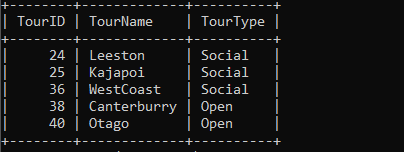 +--------+-------------+----------+
| TourID | TourName | TourType |
+--------+-------------+----------+
| 24 | Leeston | Social |
| 25 | Kajapoi | Social |
| 36 | WestCoast | Social |
| 38 | Canterburry | Open |
| 40 | Otago | Open |
+--------+-------------+----------+